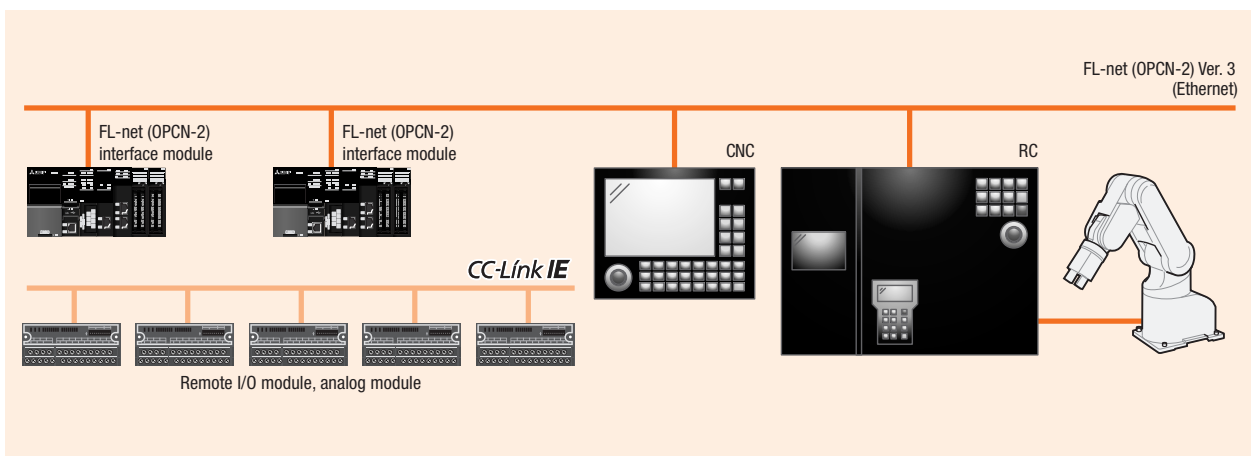 FL-net (OPCN-2) Ver. 3
(Ethernet)
FL-net (OPCN-2)
interface module
FL-net (OPCN-2)
interface module
CNC
RC
CC-Link IE
Remote I/O module, analog module